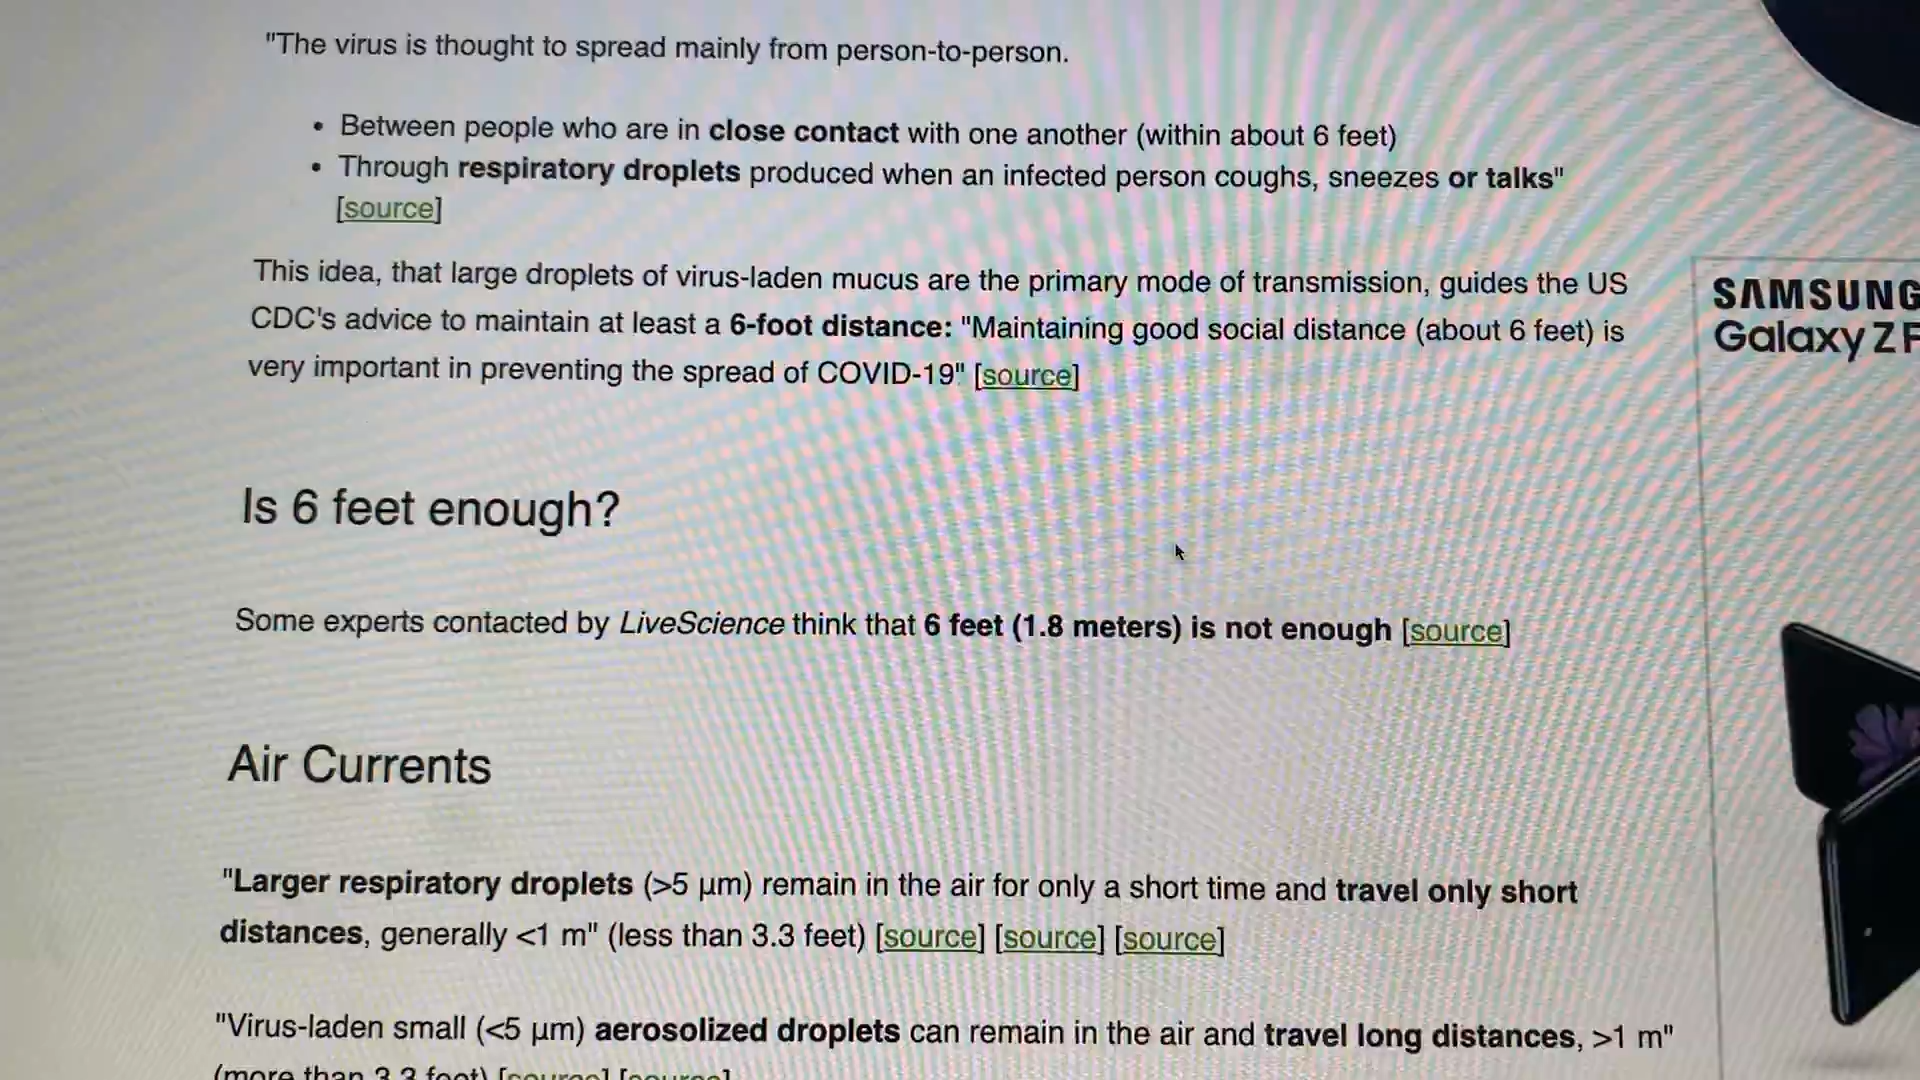 "The virus is thought to spread mainly from person-to-person.
• Between people who are in close contact with one another (within about 6 feet)
• Through respiratory droplets produced when an infected person coughs, sneezes or talks"
[source]
This idea, that large droplets of virus-laden mucus are the primary mode of transmission, guides the US
CDC's advice to maintain at least a 6-foot distance: "Maintaining good social distance (about 6 feet) is
very important in preventing the spread of COVID-19" [source]
SAMSUNG
Galaxy Z F
Is 6 feet enough?
Some experts contacted by LiveScience think that 6 feet (1.8 meters) is not enough [source]
Air Currents
"Larger respiratory droplets (>5 µm) remain in the air for only a short time and travel only short
distances, generally <1 m" (less than 3.3 feet) [source] [source] [source]
"Virus-laden small (<5 µm) aerosolized droplets can remain in the air and travel long distances, >1 m"
(more than 3.3 feet) [source] [source]